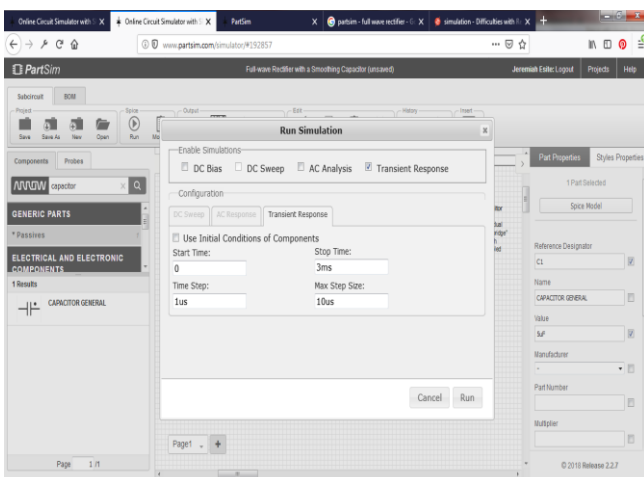 Online Circuit Simulator with S X
Online Circuit Simulator with S X
PartSim X
partsim - full wave rectifier - G X
simulation - Difficulties with R X
www.partsim.com/simulator/#192857
PartSim
Full-wave Rectifier with a Smoothing Capacitor (unsaved)
Jeremiah Esite: Logout Projects Help
Subcircuit BOM
Project Spice Output Edit History Insert
Save Save As New Open Run
Components Probes
ARROW capacitor x
GENERIC PARTS
* Passives
ELECTRICAL AND ELECTRONIC
COMPONENTS
1 Results
CAPACITOR GENERAL
Page 1 /1
Run Simulation x
Enable Simulations
DC Bias DC Sweep AC Analysis Transient Response
Configuration
DC Sweep AC Response Transient Response
Use Initial Conditions of Components
Start Time: Stop Time:
0 3ms
Time Step: Max Step Size:
1us 10us
Cancel Run
Page1 +
Part Properties Styles Properties
1 Part Selected
Spice Model
Reference Designator
C1
Name
CAPACITOR GENERAL
Value
5uF
Manufacturer
-
Part Number
Multiplier
© 2018 Release 2.2.7